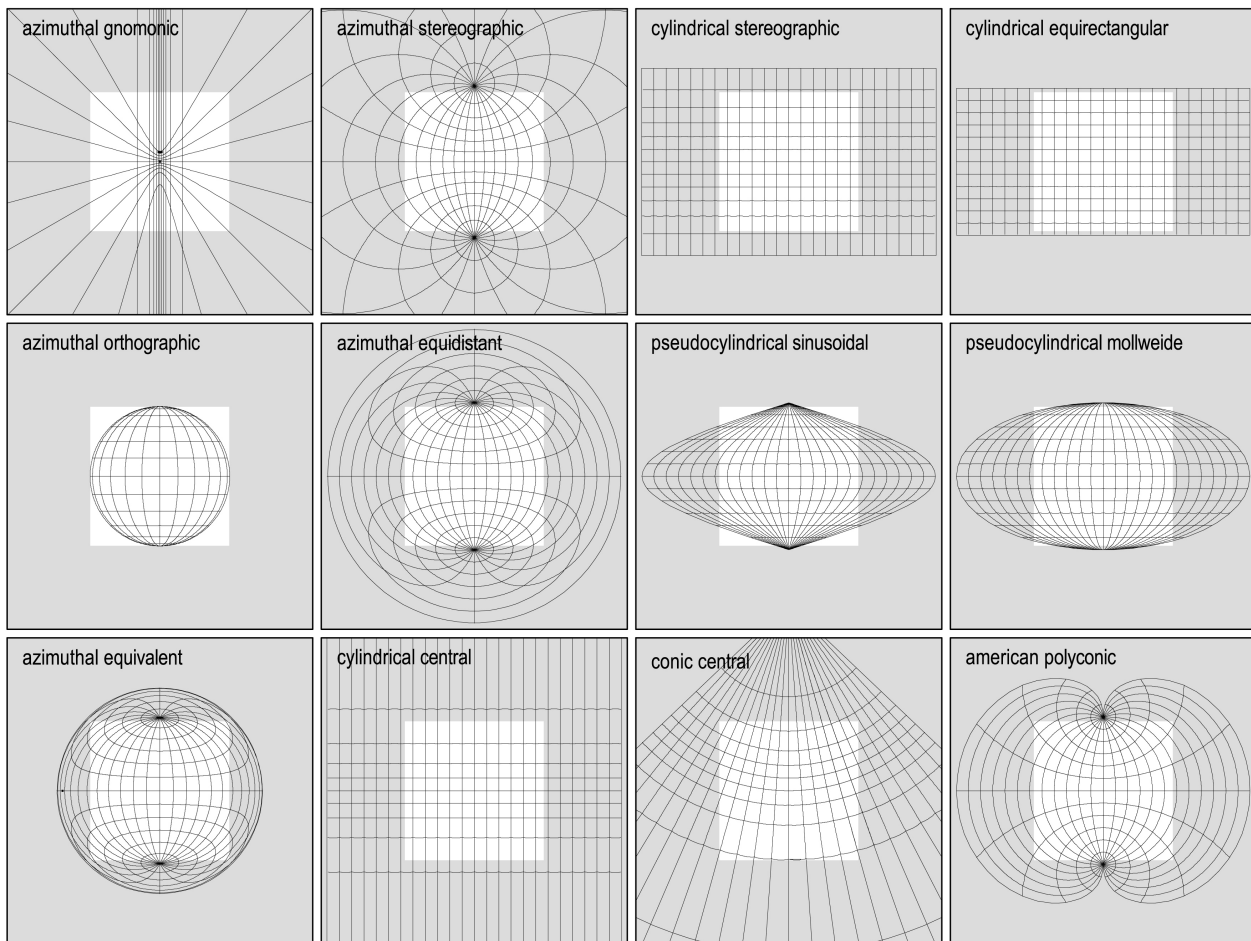 azimuthal gnomonic
azimuthal stereographic
cylindrical stereographic
cylindrical equirectangular
azimuthal orthographic
azimuthal equidistant
pseudocylindrical sinusoidal
pseudocylindrical mollweide
azimuthal equivalent
cylindrical central
conic central
american polyconic